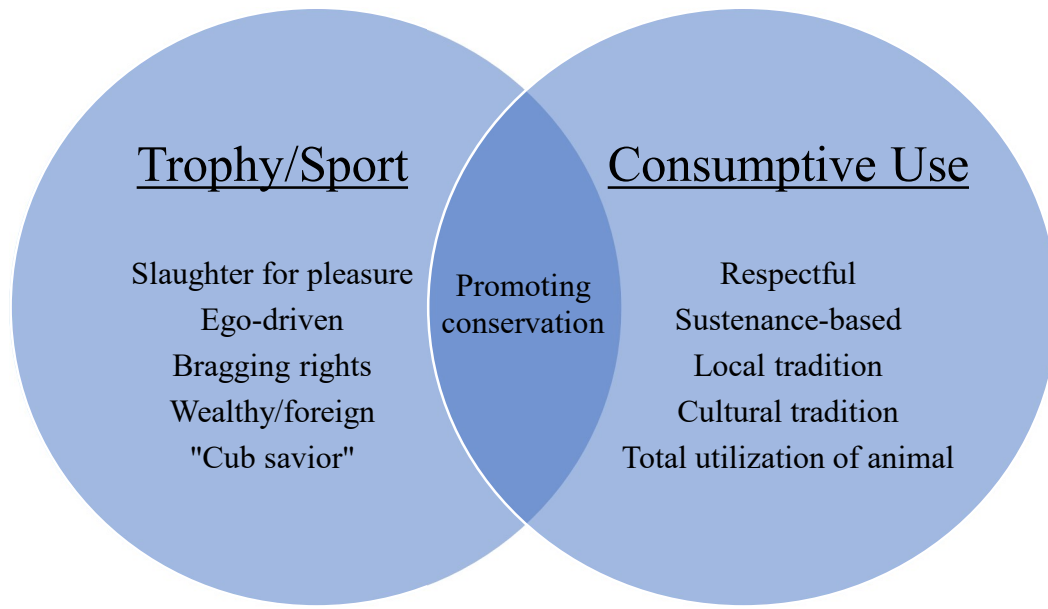 Trophy/Sport
Slaughter for pleasure
Ego-driven
Bragging rights
Wealthy/foreign
"Cub savior"
Promoting
conservation
Consumptive Use
Respectful
Sustenance-based
Local tradition
Cultural tradition
Total utilization of animal